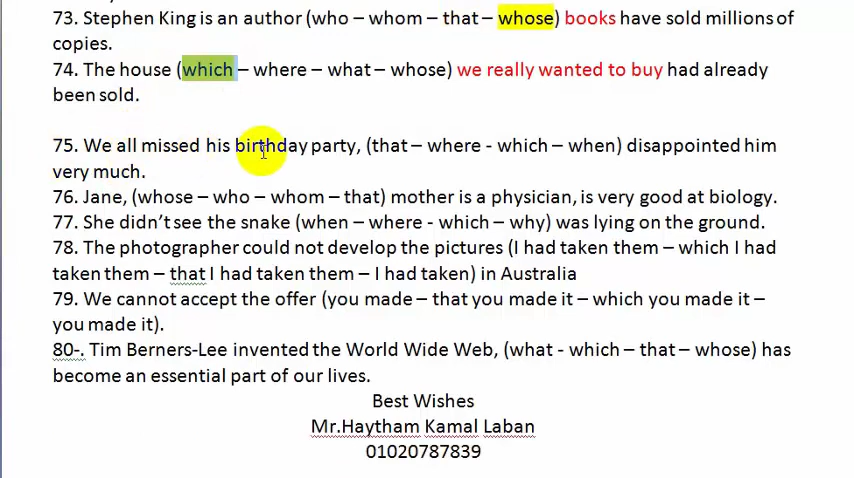 73. Stephen King is an author (who – whom – that – whose) books have sold millions of
copies.
74. The house (which – where – what – whose) we really wanted to buy had already
been sold.
75. We all missed his birthday party, (that – where - which – when) disappointed him
very much.
76. Jane, (whose – who – whom – that) mother is a physician, is very good at biology.
77. She didn't see the snake (when – where - which – why) was lying on the ground.
78. The photographer could not develop the pictures (I had taken them – which I had
taken them – that I had taken them – I had taken) in Australia
79. We cannot accept the offer (you made – that you made it – which you made it –
you made it).
80-. Tim Berners-Lee invented the World Wide Web, (what - which – that – whose) has
become an essential part of our lives.
Best Wishes
Mr.Haytham Kamal Laban
01020787839